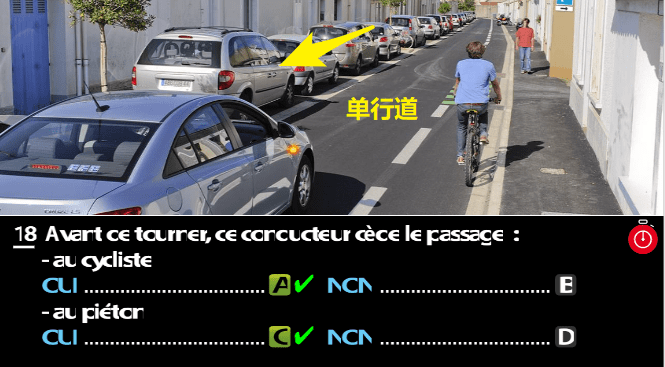 单行道
18 Avant de tourner, ce conducteur cède le passage :
- au cycliste
OUI .............................. A ✔ NON .............................. B
- au piéton
OUI .............................. C ✔ NON .............................. D